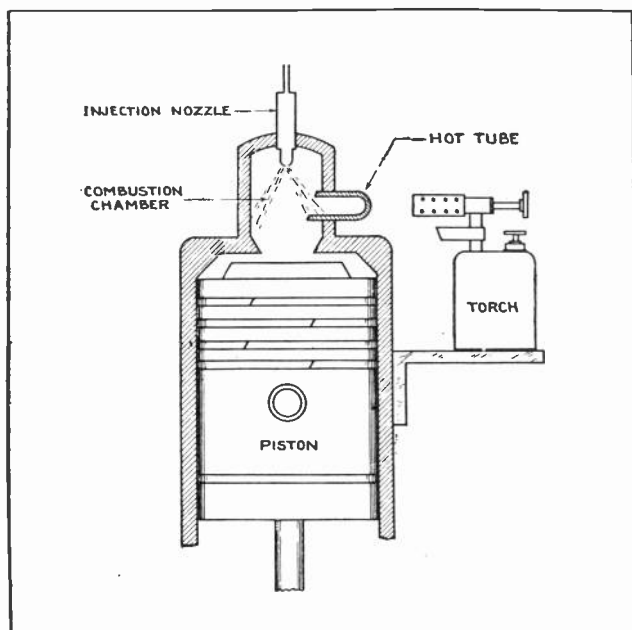 INJECTION NOZZLE
HOT TUBE
COMBUSTION
CHAMBER
TORCH
PISTON